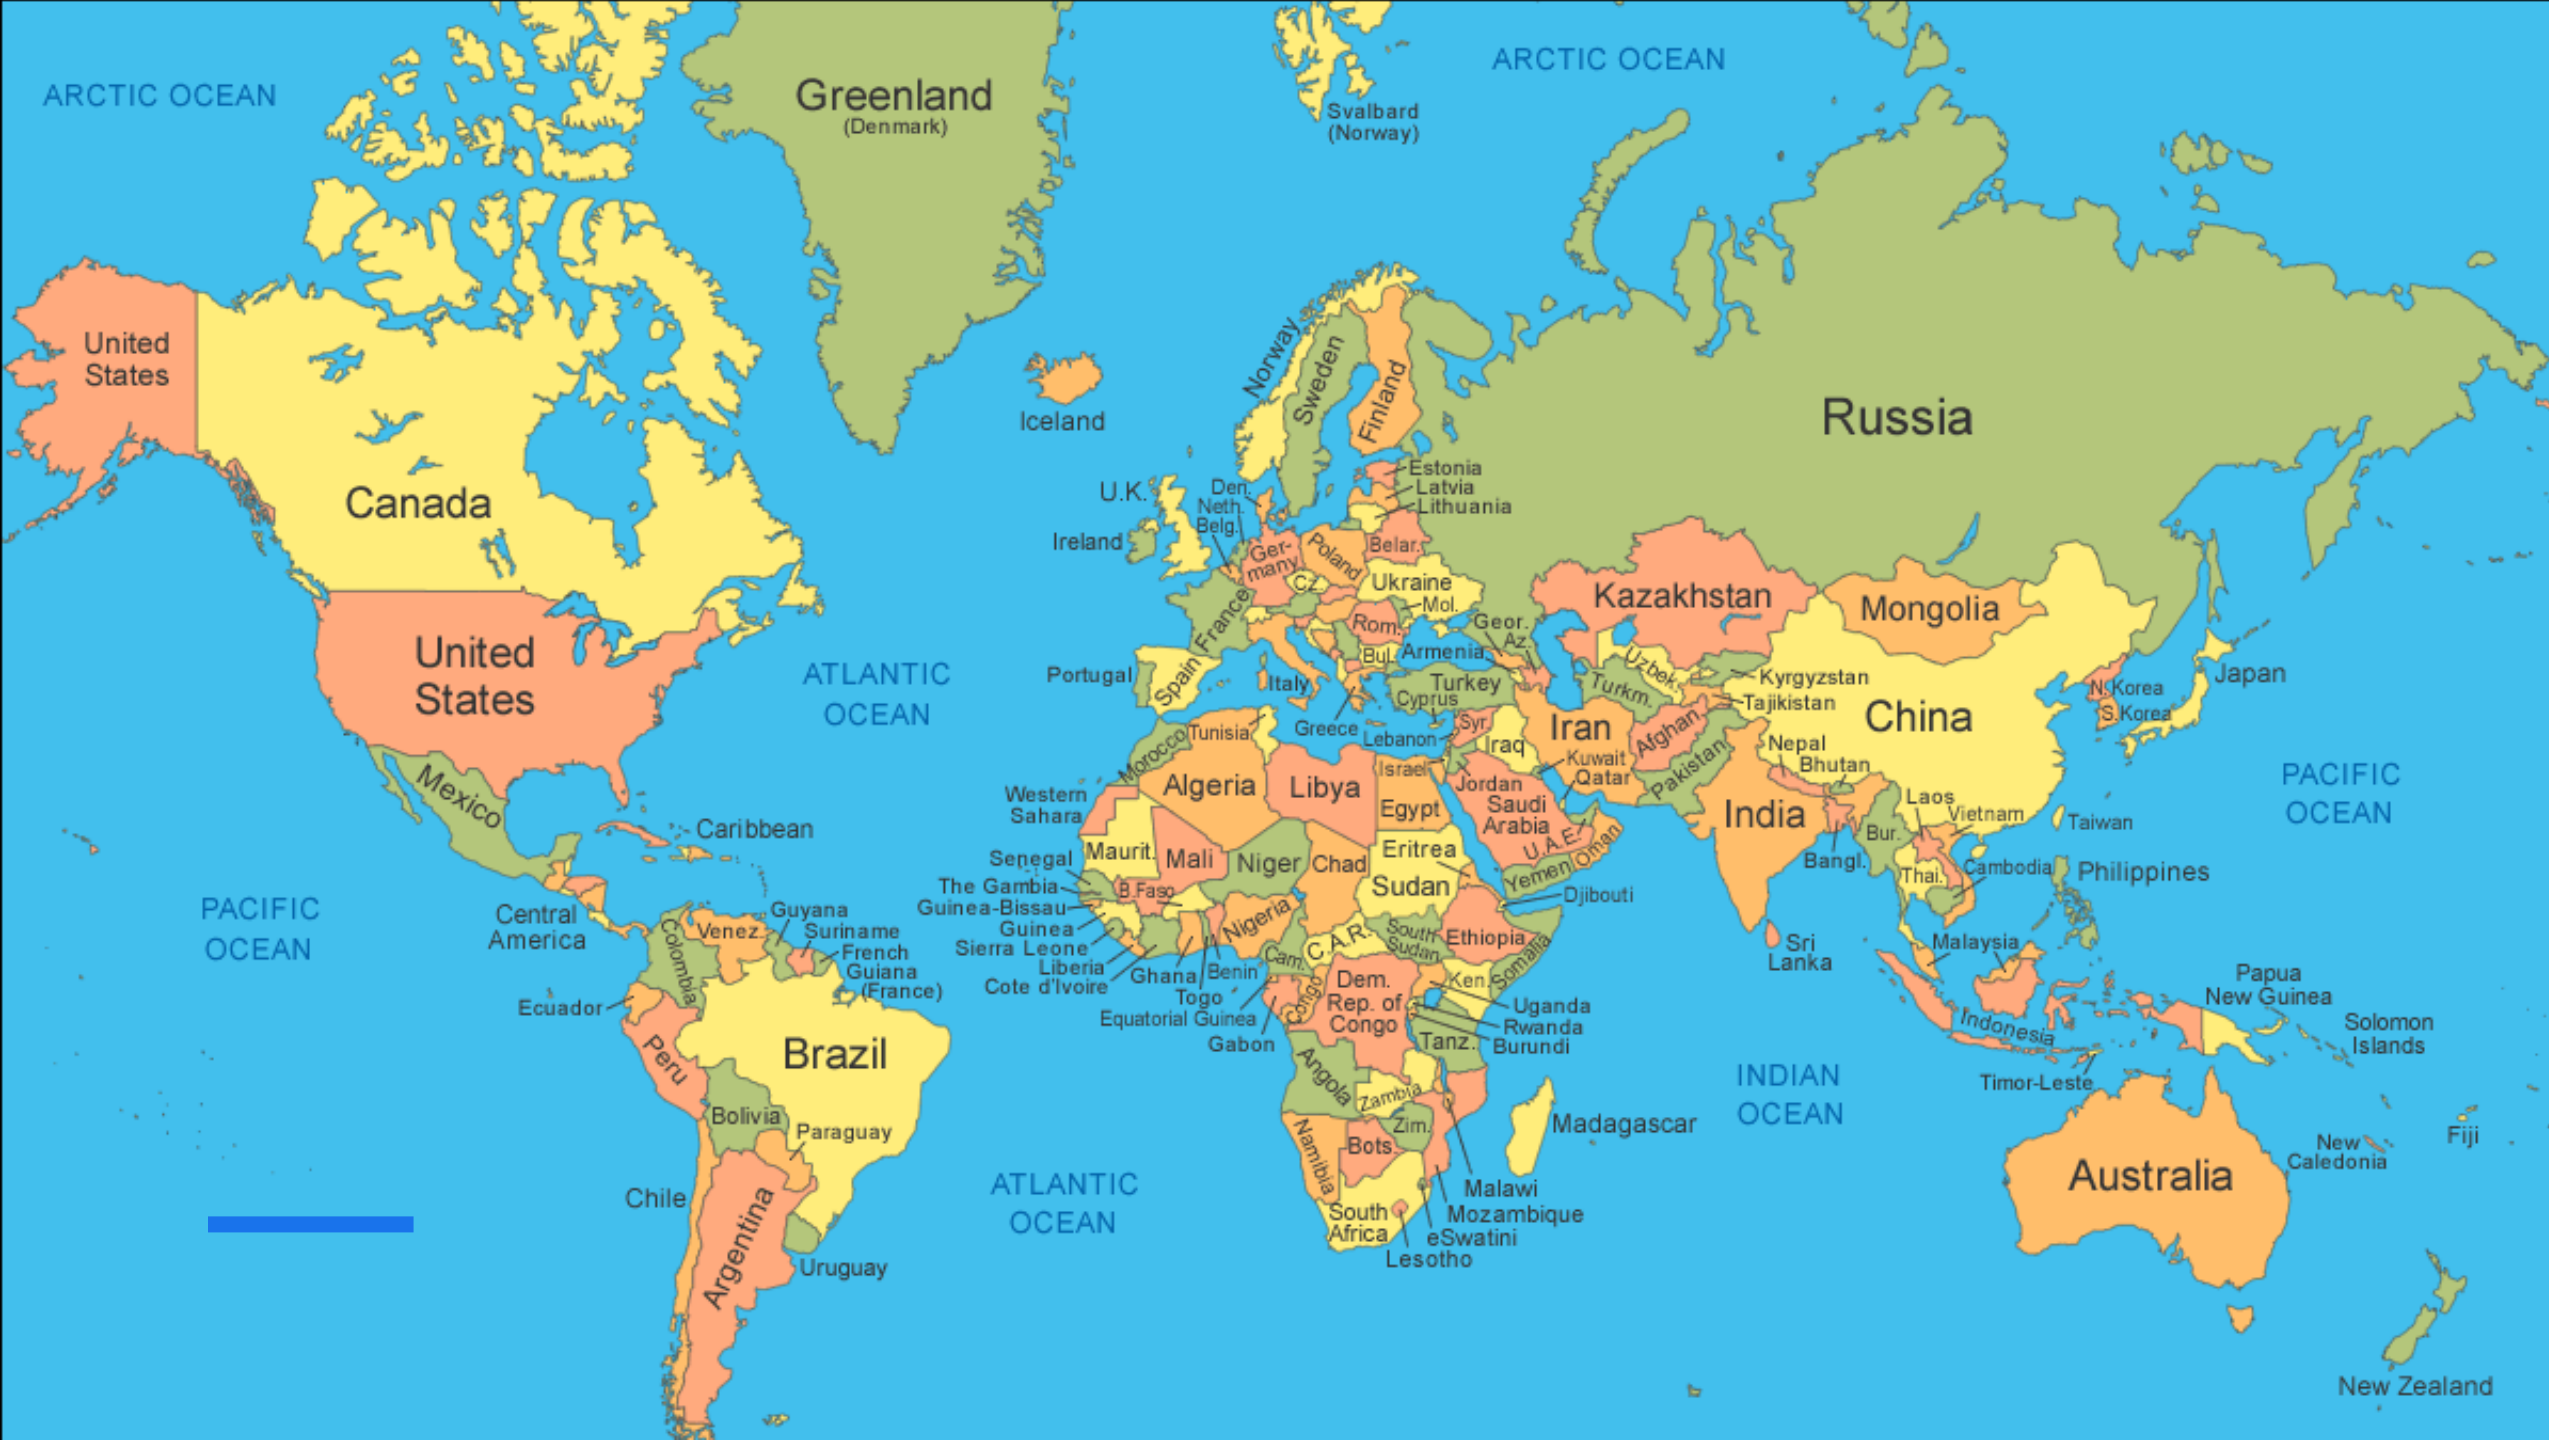 ARCTIC OCEAN
ARCTIC OCEAN
Greenland
(Denmark)
Svalbard
(Norway)
United
States
Canada
Iceland
Norway
Sweden
Finland
Russia
Estonia
Latvia
Lithuania
U.K.
Ireland
Den.
Neth.
Belg.
Ger-
many
Poland
Belar.
Cz.
Ukraine
Mol.
France
Rom.
Bul.
Geor.
Az.
Armenia
Kazakhstan
Mongolia
United
States
ATLANTIC
OCEAN
Portugal
Spain
Italy
Greece
Turkey
Cyprus
Lebanon
Syr.
Iraq
Iran
Uzbek.
Turkm.
Kyrgyzstan
Tajikistan
Afghan.
Pakistan
China
N. Korea
S. Korea
Japan
Mexico
Caribbean
Central
America
PACIFIC
OCEAN
Morocco
Tunisia
Algeria
Libya
Israel
Egypt
Jordan
Kuwait
Qatar
Saudi
Arabia
U.A.E.
Oman
Yemen
Nepal
Bhutan
India
Bangl.
Bur.
Laos
Vietnam
Thai.
Cambodia
Taiwan
Philippines
PACIFIC
OCEAN
Western
Sahara
Maurit.
Mali
Niger
Chad
Eritrea
Sudan
Djibouti
Senegal
The Gambia
Guinea-Bissau
Guinea
Sierra Leone
Liberia
Cote d'Ivoire
B.Faso
Ghana
Togo
Benin
Nigeria
Cam.
C.A.R.
South
Sudan
Ethiopia
Somalia
Equatorial Guinea
Gabon
Congo
Dem.
Rep. of
Congo
Ken.
Uganda
Rwanda
Burundi
Tanz.
Sri
Lanka
Malaysia
Indonesia
Timor-Leste
Papua
New Guinea
Solomon
Islands
Venez.
Guyana
Suriname
French
Guiana
(France)
Colombia
Ecuador
Peru
Brazil
Bolivia
Paraguay
Chile
Argentina
Uruguay
ATLANTIC
OCEAN
Angola
Zambia
Zim.
Namibia
Bots.
South
Africa
Malawi
Mozambique
eSwatini
Lesotho
Madagascar
INDIAN
OCEAN
Australia
New
Caledonia
Fiji
New Zealand